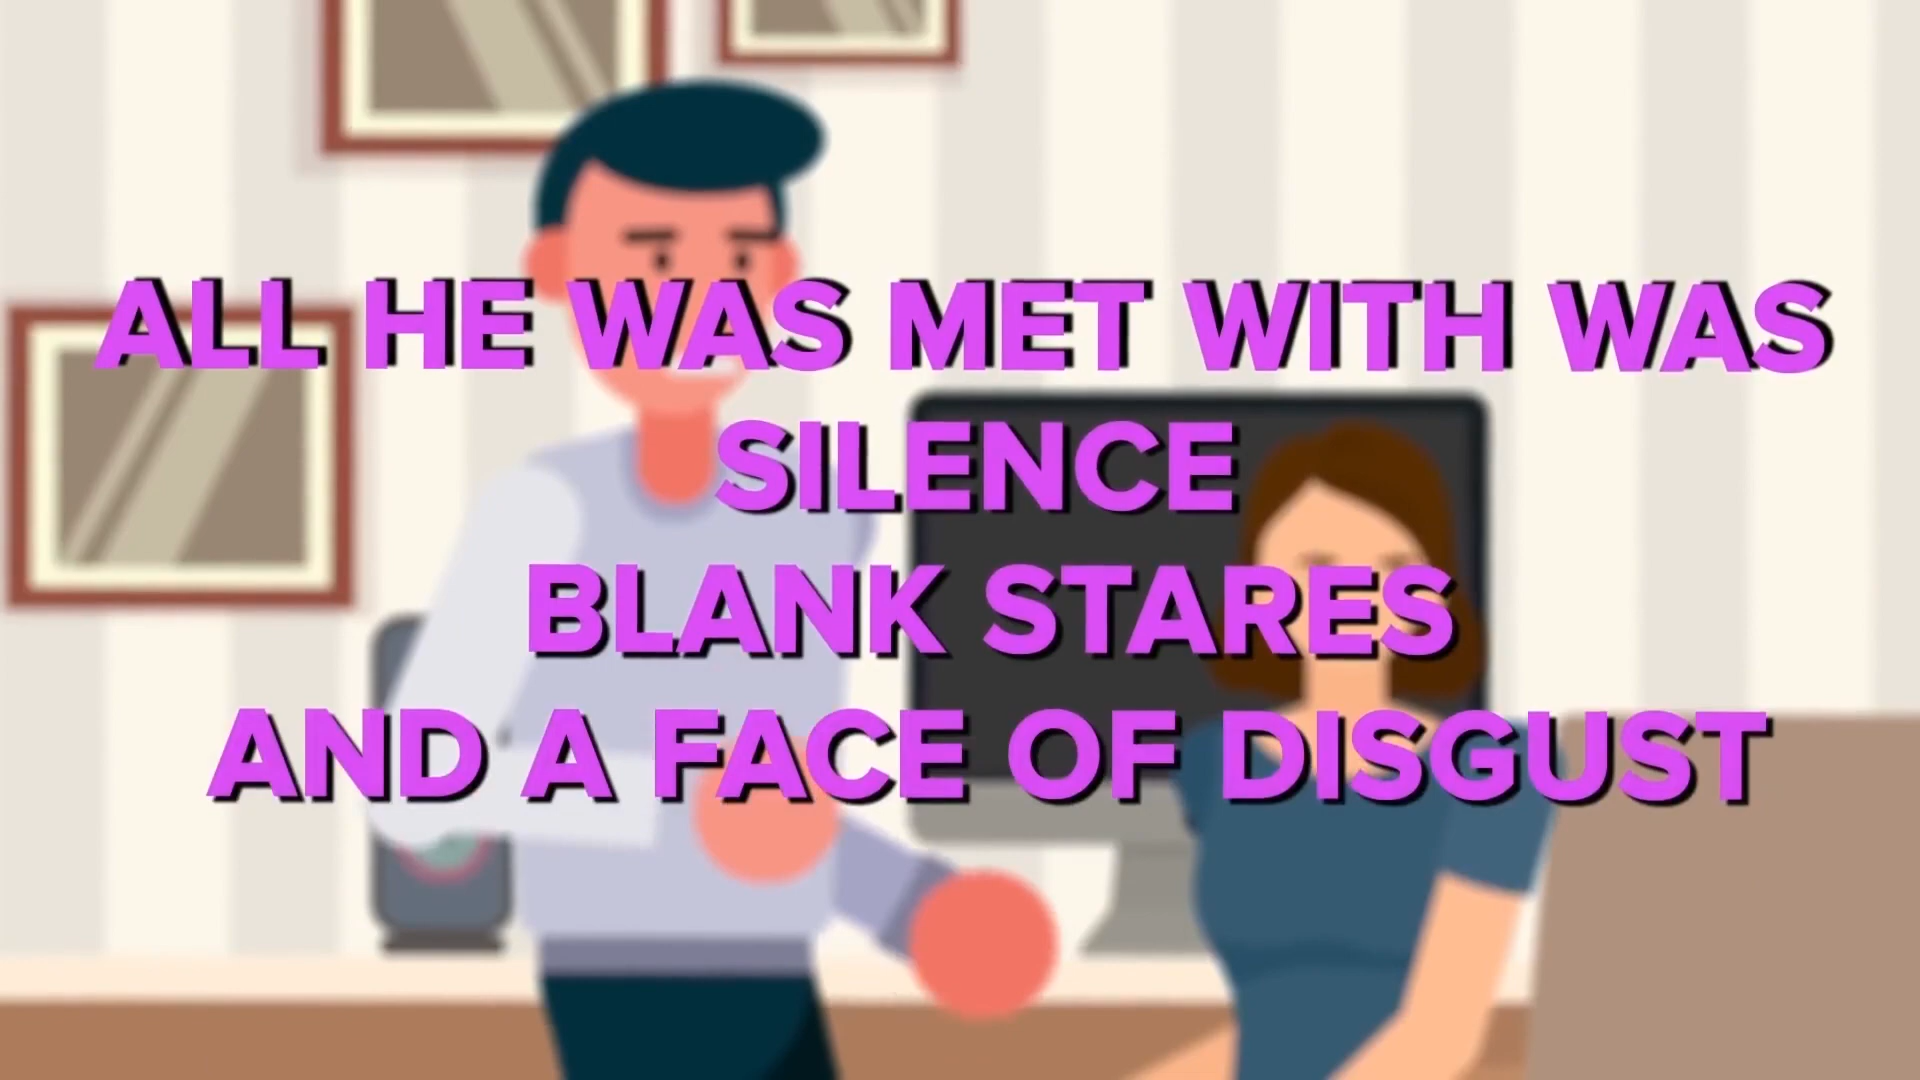 ALL HE WAS MET WITH WAS
SILENCE
BLANK STARES
AND A FACE OF DISGUST